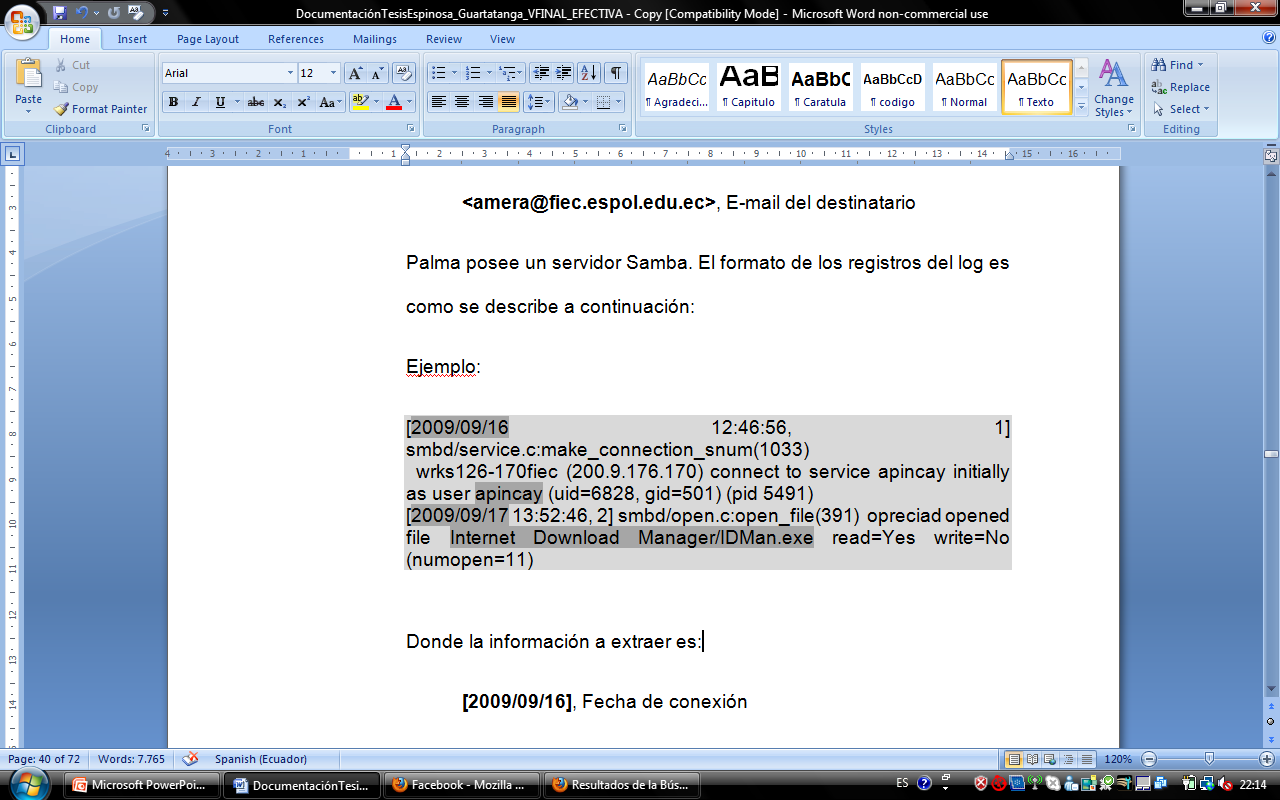 DocumentaciónTesisEspinosa_Guartatanga_VFINAL_EFECTIVA - Copy [Compatibility Mode] - Microsoft Word non-commercial use
Home Insert Page Layout References Mailings Review View
Paste
Cut
Copy
Format Painter
Clipboard
Arial 12
Font
Paragraph
AaBbCc AaB AaBbC AaBbCcD AaBbCc AaBbCc
¶ Agradeci... ¶ Capitulo ¶ Caratula ¶ codigo ¶ Normal ¶ Texto
Change Styles
Styles
Find
Replace
Select
Editing
<amera@fiec.espol.edu.ec>, E-mail del destinatario
Palma posee un servidor Samba. El formato de los registros del log es
como se describe a continuación:
Ejemplo:
[2009/09/16 12:46:56, 1]
smbd/service.c:make_connection_snum(1033)
wrks126-170fiec (200.9.176.170) connect to service apincay initially
as user apincay (uid=6828, gid=501) (pid 5491)
[2009/09/17 13:52:46, 2] smbd/open.c:open_file(391) opreciad opened
file Internet Download Manager/IDMan.exe read=Yes write=No
(numopen=11)
Donde la información a extraer es:
[2009/09/16], Fecha de conexión
Page: 40 of 72 Words: 7.765 Spanish (Ecuador) 120%
Microsoft PowerPoi... DocumentaciónTesi... Facebook - Mozilla ... Resultados de la Bús... ES 22:14